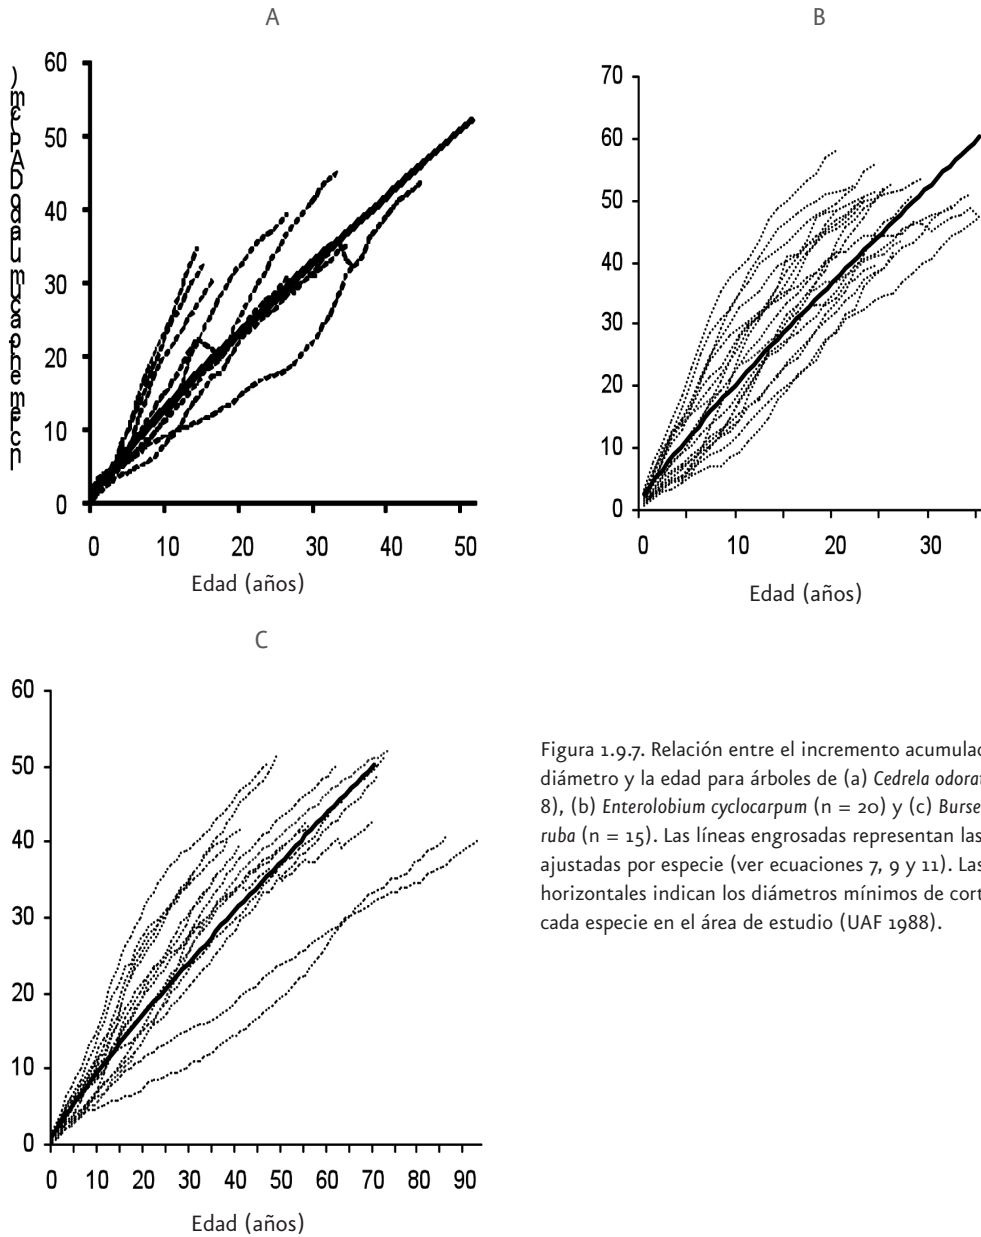 A
B
60
50
40
30
20
10
0
0 10 20 30 40 50
Edad (años)
70
60
50
40
30
20
10
0
0 10 20 30
Edad (años)
C
60
50
40
30
20
10
0
0 10 20 30 40 50 60 70 80 90
Edad (años)
Figura 1.9.7. Relación entre el incremento acumulad
diámetro y la edad para árboles de (a) Cedrela odorat
8), (b) Enterolobium cyclocarpum (n = 20) y (c) Burse
ruba (n = 15). Las líneas engrosadas representan las
ajustadas por especie (ver ecuaciones 7, 9 y 11). Las
horizontales indican los diámetros mínimos de cort
cada especie en el área de estudio (UAF 1988).